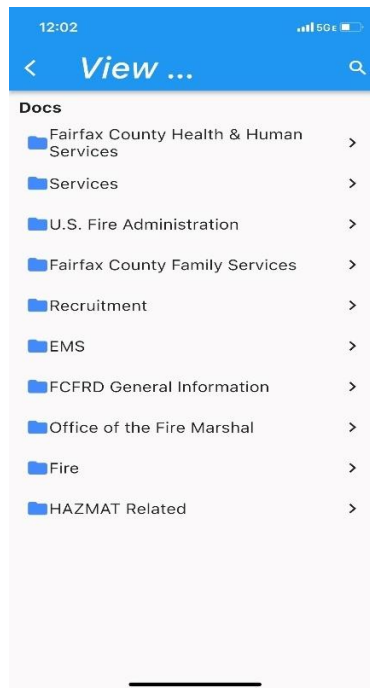 12:02
5GE
View ...
Docs
Fairfax County Health & Human
Services
Services
U.S. Fire Administration
Fairfax County Family Services
Recruitment
EMS
FCFRD General Information
Office of the Fire Marshal
Fire
HAZMAT Related